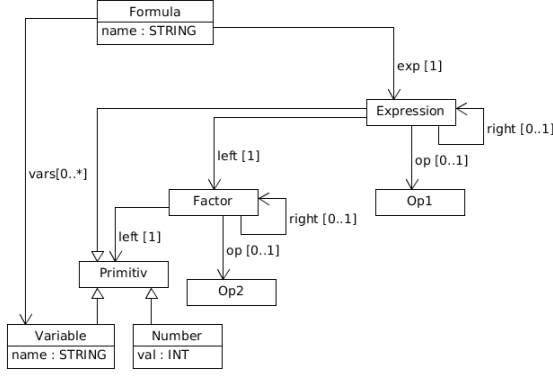 Formula
name : STRING
exp [1]
Expression
right [0..1]
op [0..1]
left [1]
vars[0..*]
Factor
Op1
right [0..1]
left [1]
op [0..1]
Primitiv
Op2
Variable
name : STRING
Number
val : INT